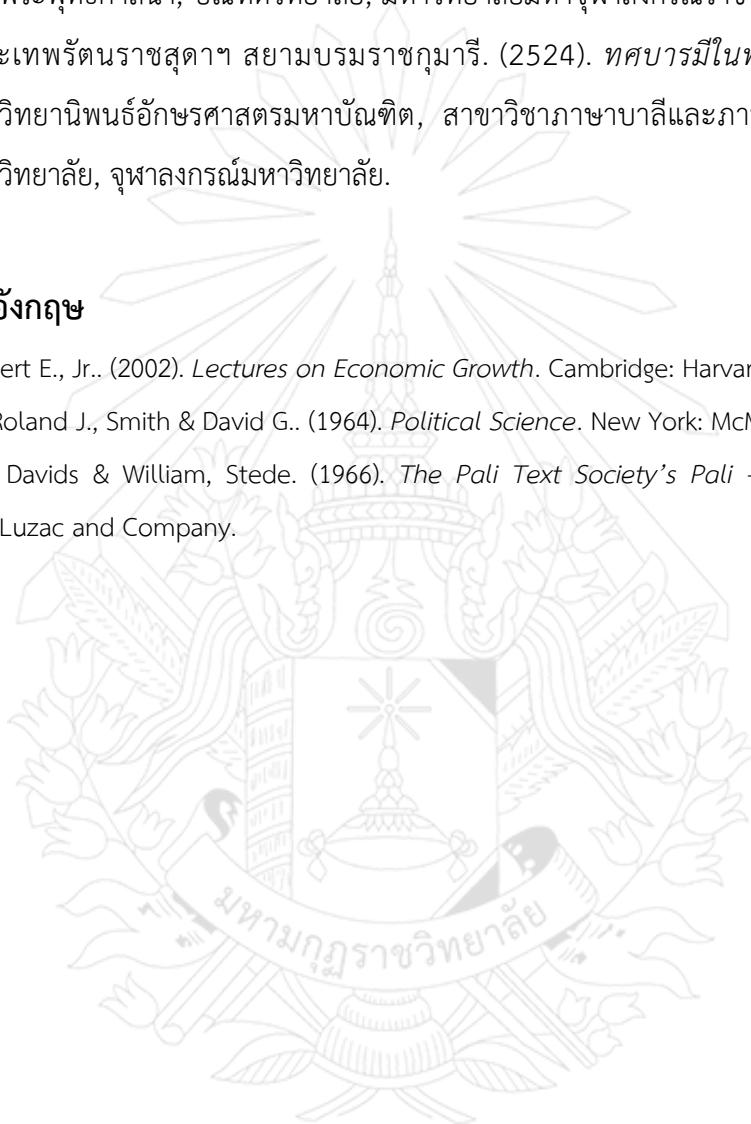 พระพุทธศาสนา, บัณฑิตวิทยาลัย, มหาวิทยาลัยมหาจุฬาลงกรณราช
ะเทพรัตนราชสุดาฯ สยามบรมราชกุมารี. (2524). ทศบารมีใน
วิทยานิพนธ์อักษรศาสตรมหาบัณฑิต, สาขาวิชาภาษาบาลีและภา
วิทยาลัย, จุฬาลงกรณ์มหาวิทยาลัย.
อังกฤษ
ert E., Jr.. (2002). Lectures on Economic Growth. Cambridge: Harvar
Roland J., Smith & David G.. (1964). Political Science. New York: McM
Davids & William, Stede. (1966). The Pali Text Society's Pali -
Luzac and Company.
มหามกุฏราชวิทยาลัย